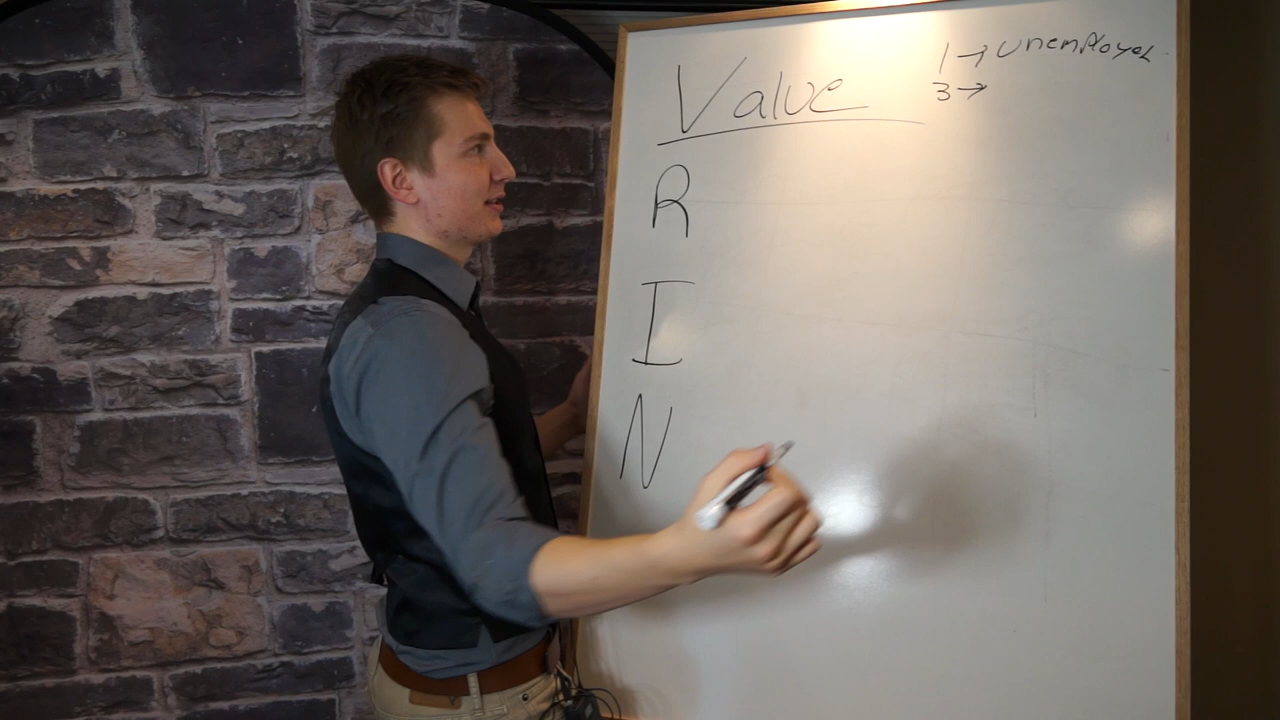 Value
1→ Unemployed
3→
R
I
N